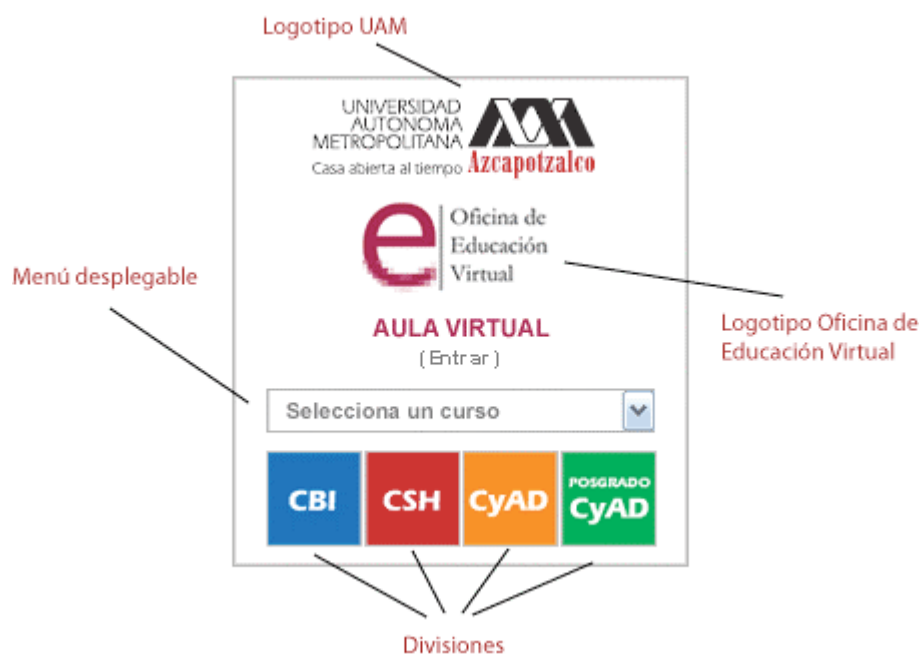 Logotipo UAM
UNIVERSIDAD
AUTONOMA
METROPOLITANA
Casa abierta al tiempo Azcapotzalco
e
Oficina de
Educación
Virtual
Menú desplegable
Logotipo Oficina de
Educación Virtual
AULA VIRTUAL
(Entrar)
Selecciona un curso
CBI
CSH
CyAD
POSGRADO
CyAD
Divisiones